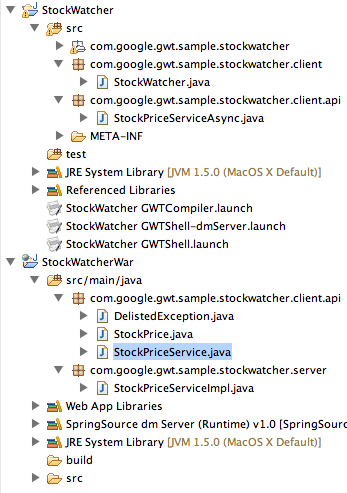 StockWatcher
src
com.google.gwt.sample.stockwatcher
com.google.gwt.sample.stockwatcher.client
StockWatcher.java
com.google.gwt.sample.stockwatcher.client.api
StockPriceServiceAsync.java
META-INF
test
JRE System Library [JVM 1.5.0 (MacOS X Default)]
Referenced Libraries
StockWatcher GWTCompiler.launch
StockWatcher GWTShell-dmServer.launch
StockWatcher GWTShell.launch
StockWatcherWar
src/main/java
com.google.gwt.sample.stockwatcher.client.api
DelistedException.java
StockPrice.java
StockPriceService.java
com.google.gwt.sample.stockwatcher.server
StockPriceServiceImpl.java
Web App Libraries
SpringSource dm Server (Runtime) v1.0 [SpringSourc
JRE System Library [JVM 1.5.0 (MacOS X Default)]
build
src